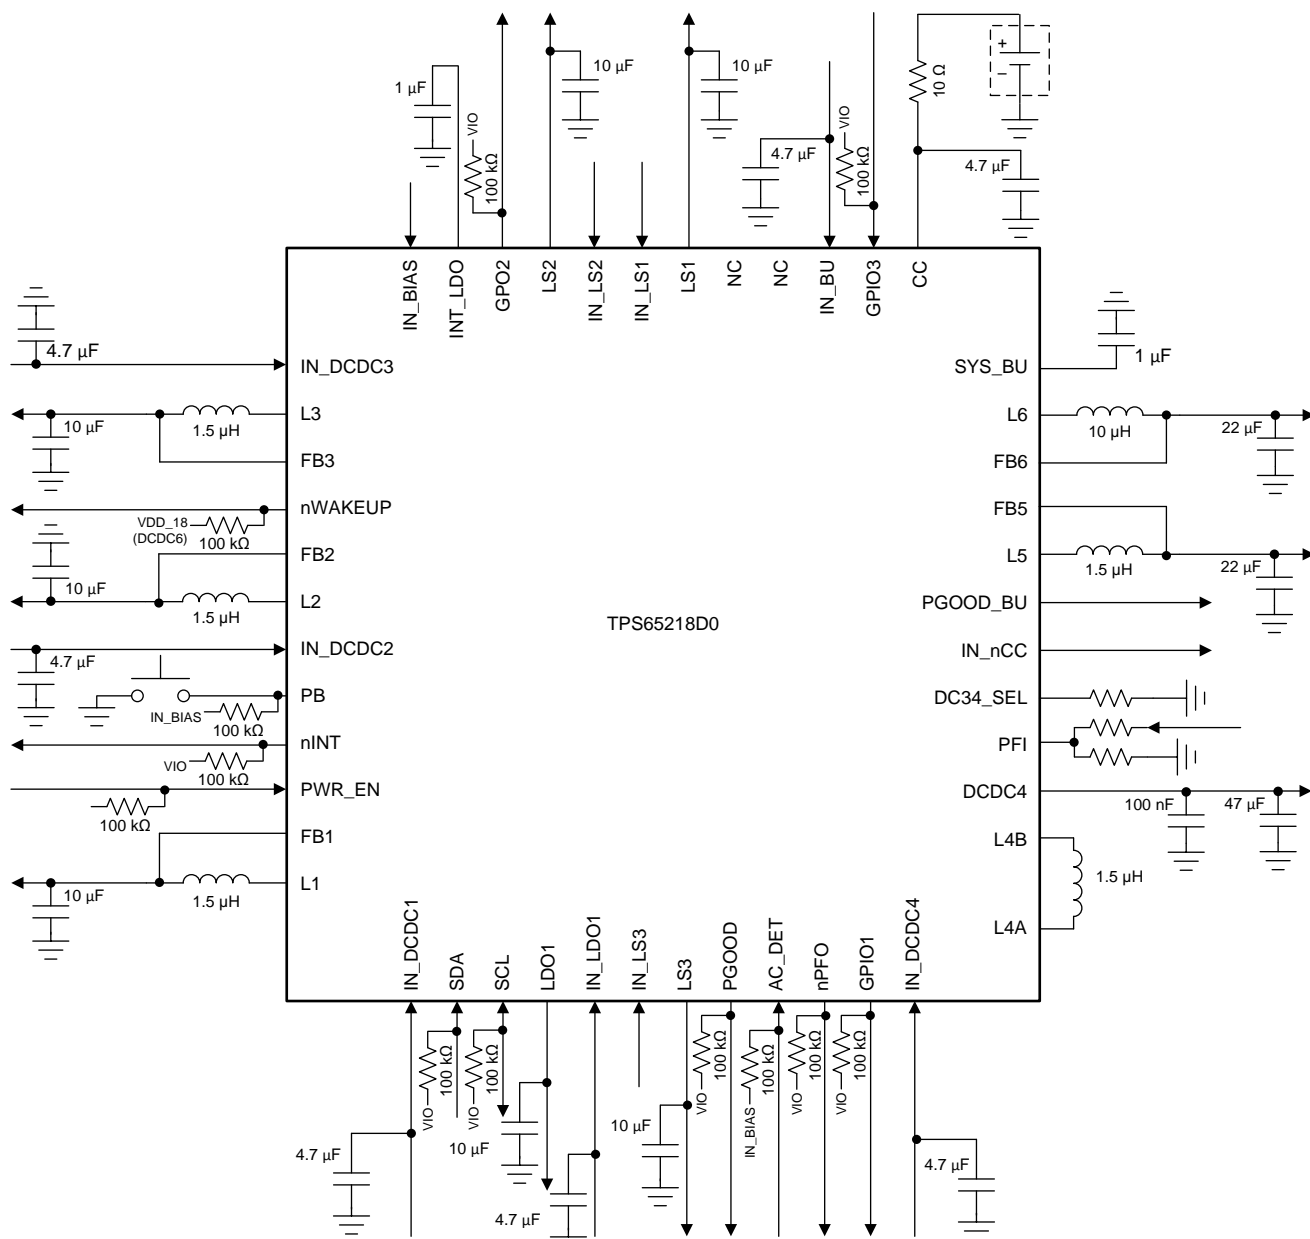 10 µF
10 µF
+
−
10 Ω
1 µF
VIO
100 kΩ
4.7 µF
VIO
100 kΩ
4.7 µF
IN_BIAS
INT_LDO
GPO2
LS2
IN_LS2
IN_LS1
LS1
NC
NC
IN_BU
GPIO3
CC
4.7 µF
IN_DCDC3
SYS_BU
1 µF
L3
10 µF
1.5 µH
FB3
L6
10 µH
22 µF
FB6
nWAKEUP
VDD_18
(DCDC6)
100 kΩ
FB5
FB2
10 µF
L2
1.5 µH
L5
1.5 µH
22 µF
PGOOD_BU
TPS65218D0
IN_DCDC2
4.7 µF
IN_nCC
PB
IN_BIAS
100 kΩ
DC34_SEL
nINT
VIO
100 kΩ
PFI
PWR_EN
100 kΩ
DCDC4
100 nF
47 µF
FB1
L4B
1.5 µH
L4A
L1
10 µF
1.5 µH
IN_DCDC1
SDA
SCL
LDO1
IN_LDO1
IN_LS3
LS3
PGOOD
AC_DET
nPFO
GPIO1
IN_DCDC4
100 kΩ
VIO
100 kΩ
VIO
100 kΩ
VIO
100 kΩ
IN_BIAS
100 kΩ
VIO
100 kΩ
VIO
4.7 µF
10 µF
4.7 µF
10 µF
4.7 µF